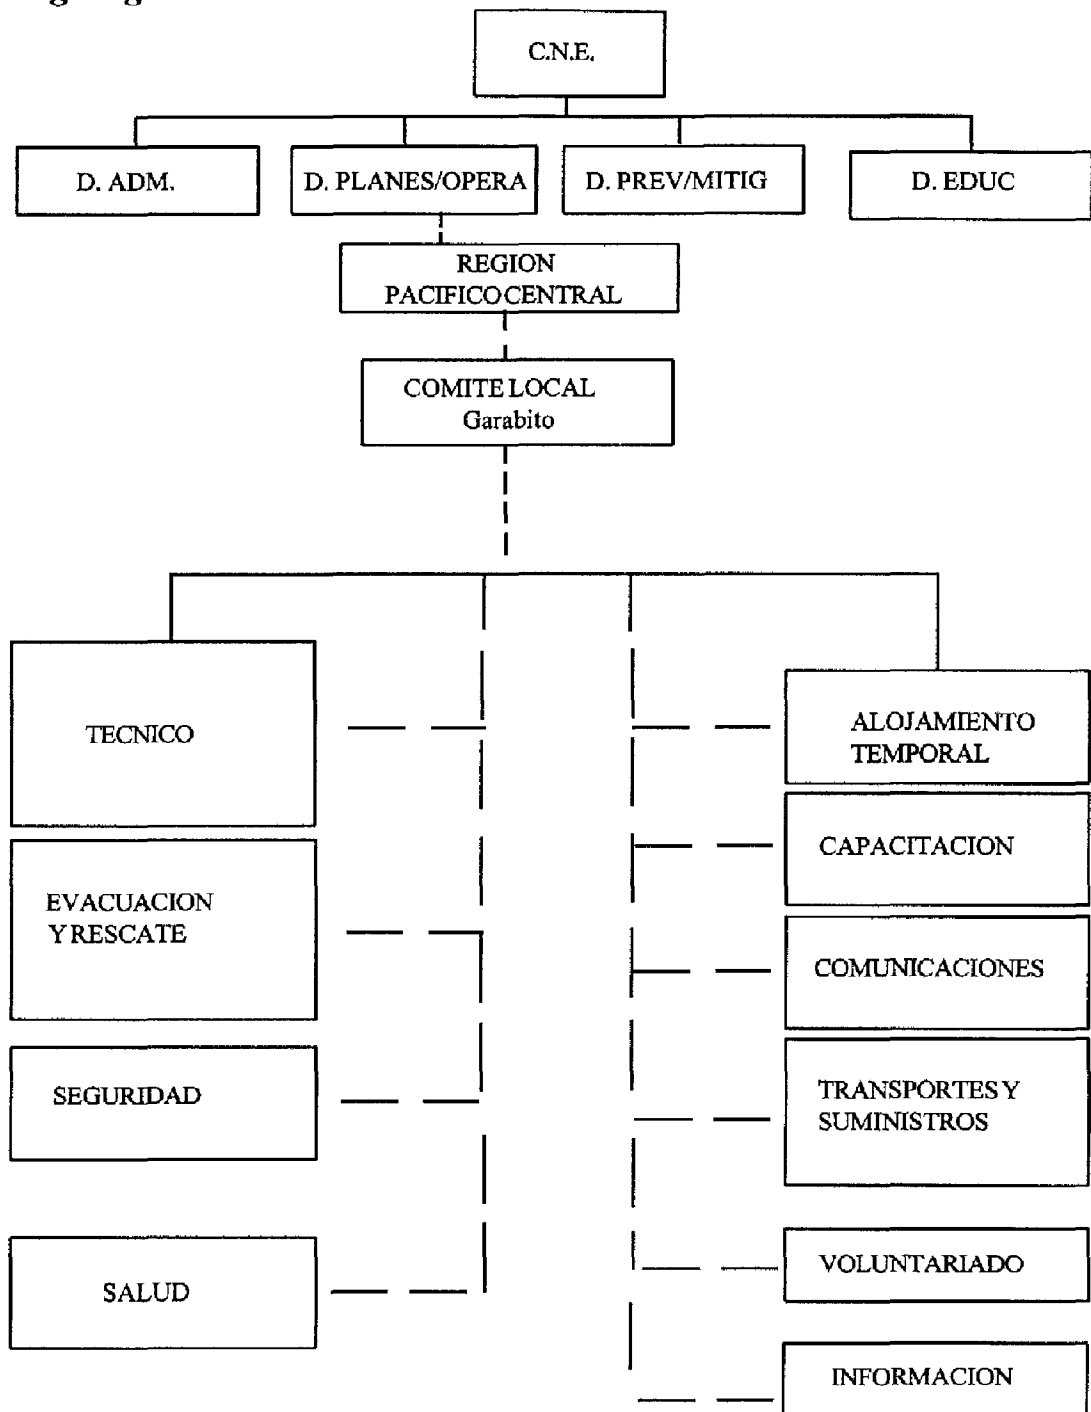 C.N.E.
D. ADM.
D. PLANES/OPERA
D. PREV/MITIG
D. EDUC
REGION
PACIFICO CENTRAL
COMITE LOCAL
Garabito
TECNICO
EVACUACION
Y RESCATE
SEGURIDAD
SALUD
ALOJAMIENTO
TEMPORAL
CAPACITACION
COMUNICACIONES
TRANSPORTES Y
SUMINISTROS
VOLUNTARIADO
INFORMACION